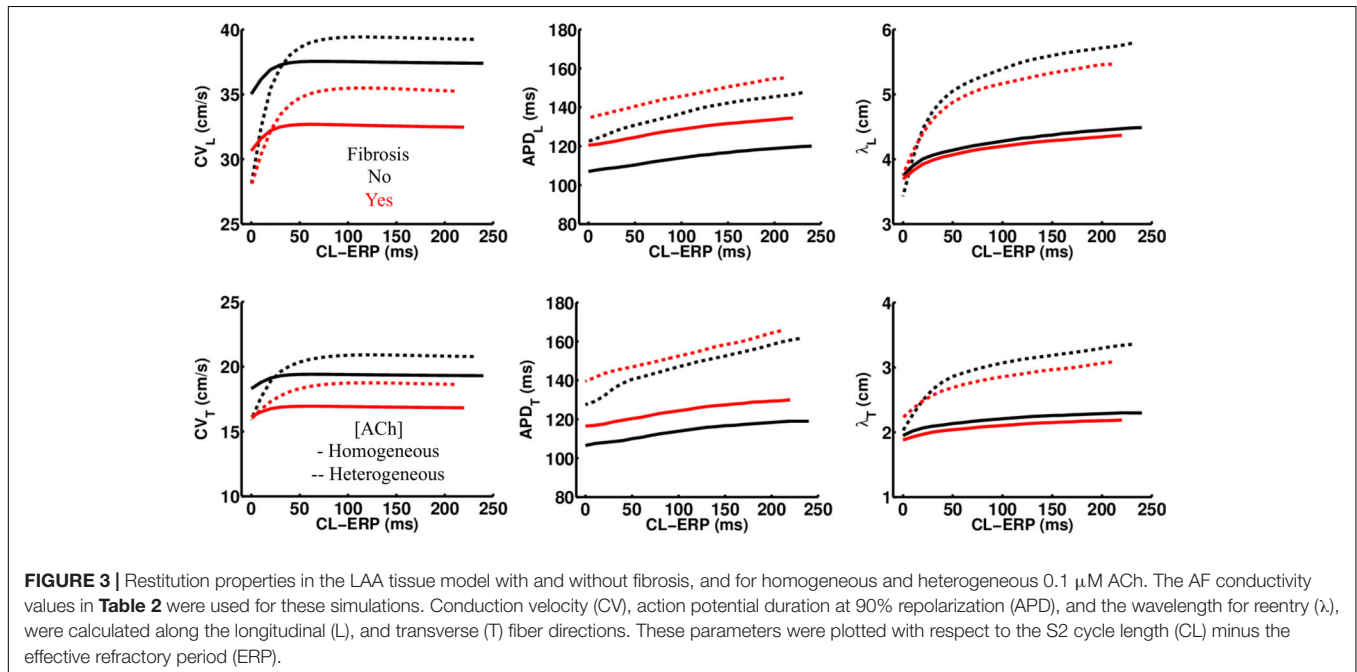 40
35
30
25
CV_L (cm/s)
Fibrosis
No
Yes
0 50 100 150 200 250
CL−ERP (ms)
180
160
140
120
100
80
APD_L (ms)
0 50 100 150 200 250
CL−ERP (ms)
6
5
4
3
λ_L (cm)
0 50 100 150 200 250
CL−ERP (ms)
25
20
15
10
CV_T (cm/s)
[ACh]
- Homogeneous
-- Heterogeneous
0 50 100 150 200 250
CL−ERP (ms)
180
160
140
120
100
80
APD_T (ms)
0 50 100 150 200 250
CL−ERP (ms)
4
3
2
1
λ_T (cm)
0 50 100 150 200 250
CL−ERP (ms)
FIGURE 3 | Restitution properties in the LAA tissue model with and without fibrosis, and for homogeneous and heterogeneous 0.1 μM ACh. The AF conductivity
values in Table 2 were used for these simulations. Conduction velocity (CV), action potential duration at 90% repolarization (APD), and the wavelength for reentry (λ),
were calculated along the longitudinal (L), and transverse (T) fiber directions. These parameters were plotted with respect to the S2 cycle length (CL) minus the
effective refractory period (ERP).